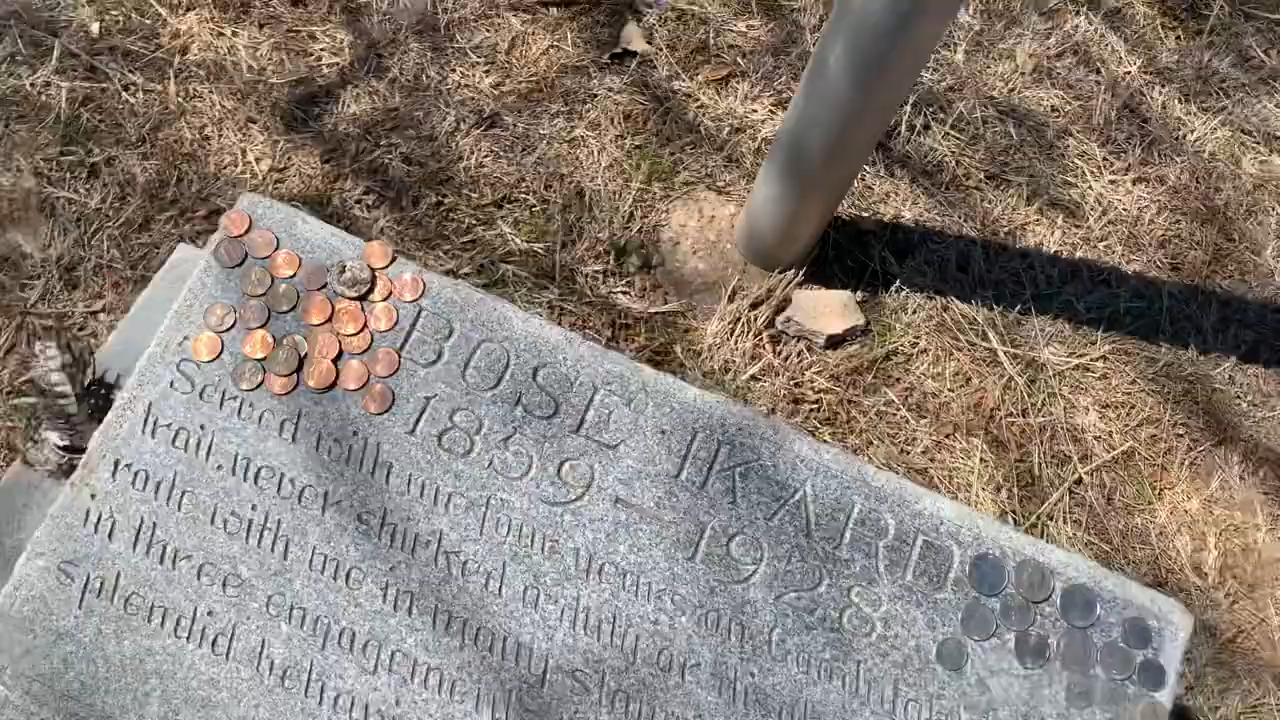 BOSE IKARD
1859 – 1928
Served with me four years on
trail, never shirked a duty or
rode with me in many
in three engagements
splendid